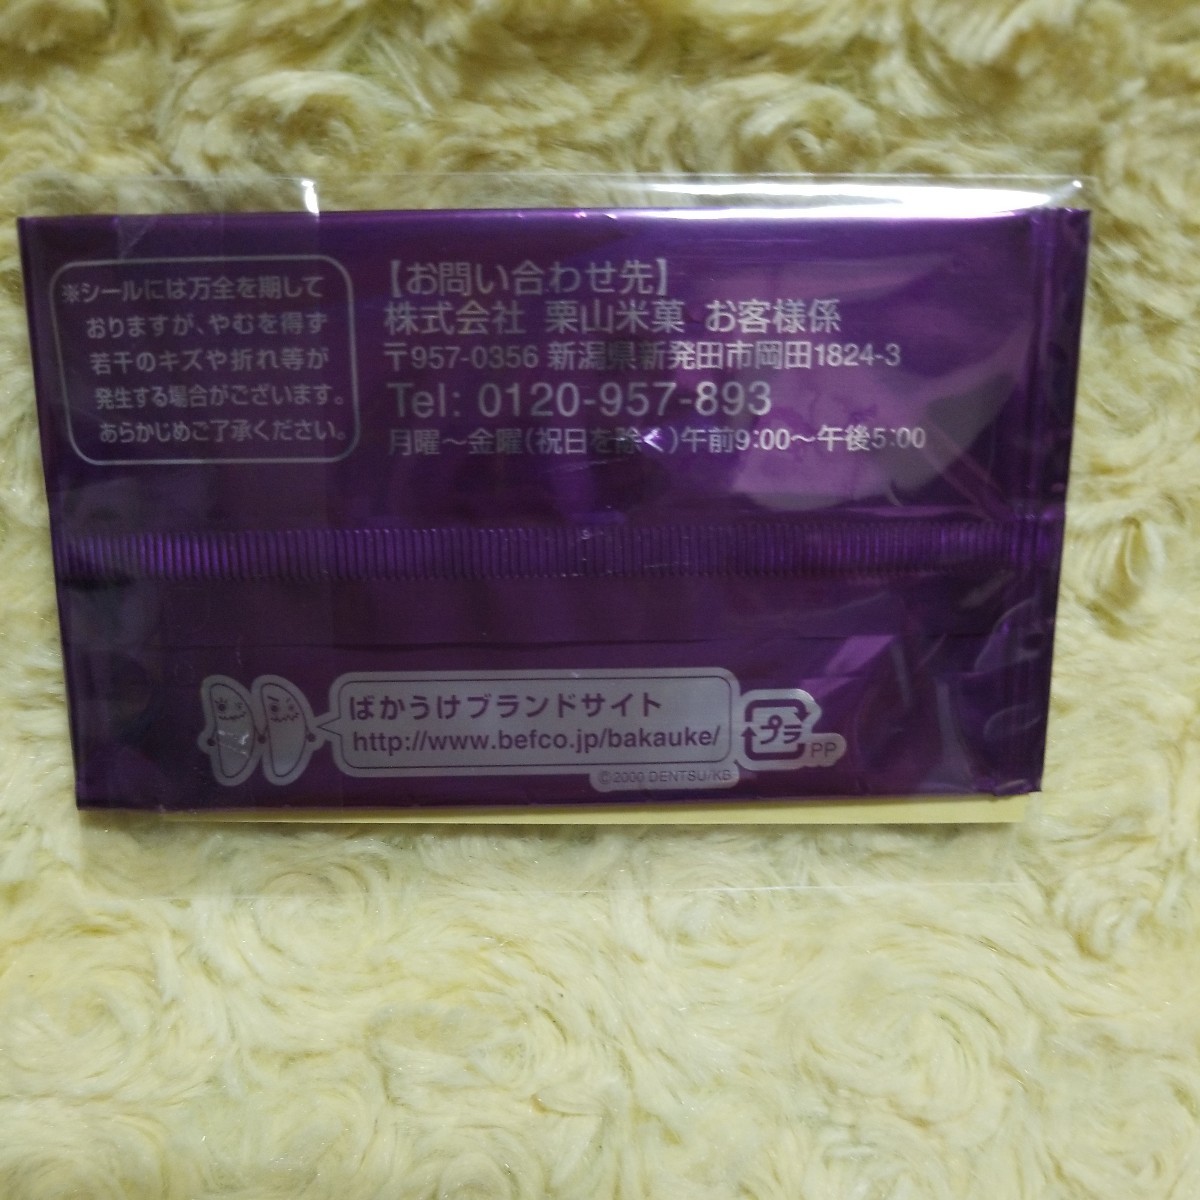 ※シールには万全を期して
おりますが、やむを得ず
若干のキズや折れ等が
発生する場合がございます。
あらかじめご了承ください。
【お問い合わせ先】
株式会社 栗山米菓 お客様係
〒957-0356 新潟県新発田市岡田1824-3
Tel: 0120-957-893
月曜～金曜(祝日を除く)午前9:00～午後5:00
ばかうけブランドサイト
http://www.befco.jp/bakauke/
©2000 DENTSU/KB
プラ
PP